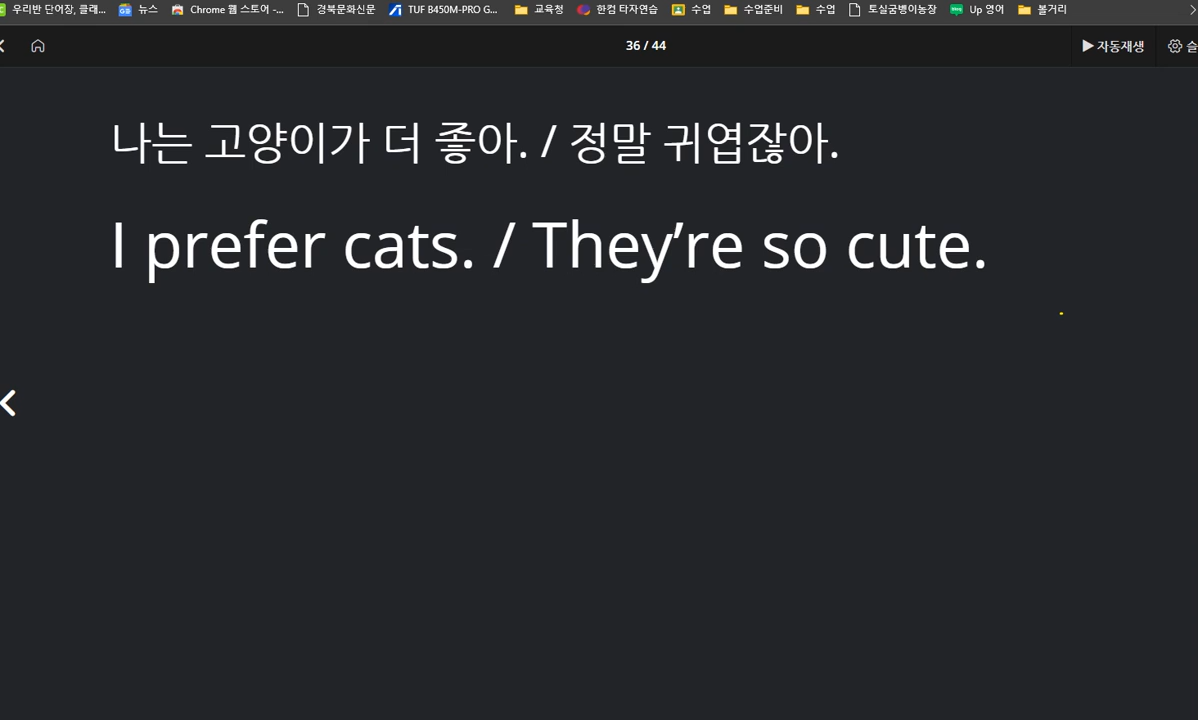 우리반 단어장, 클래... 뉴스 Chrome 웹 스토어 -... 경북문화신문 TUF B450M-PRO G... 교육청 한컴 타자연습 수업 수업준비 수업 토실굼벵이농장 Up 영어 볼거리
36 / 44 자동재생 슬
나는 고양이가 더 좋아. / 정말 귀엽잖아.
I prefer cats. / They’re so cute.